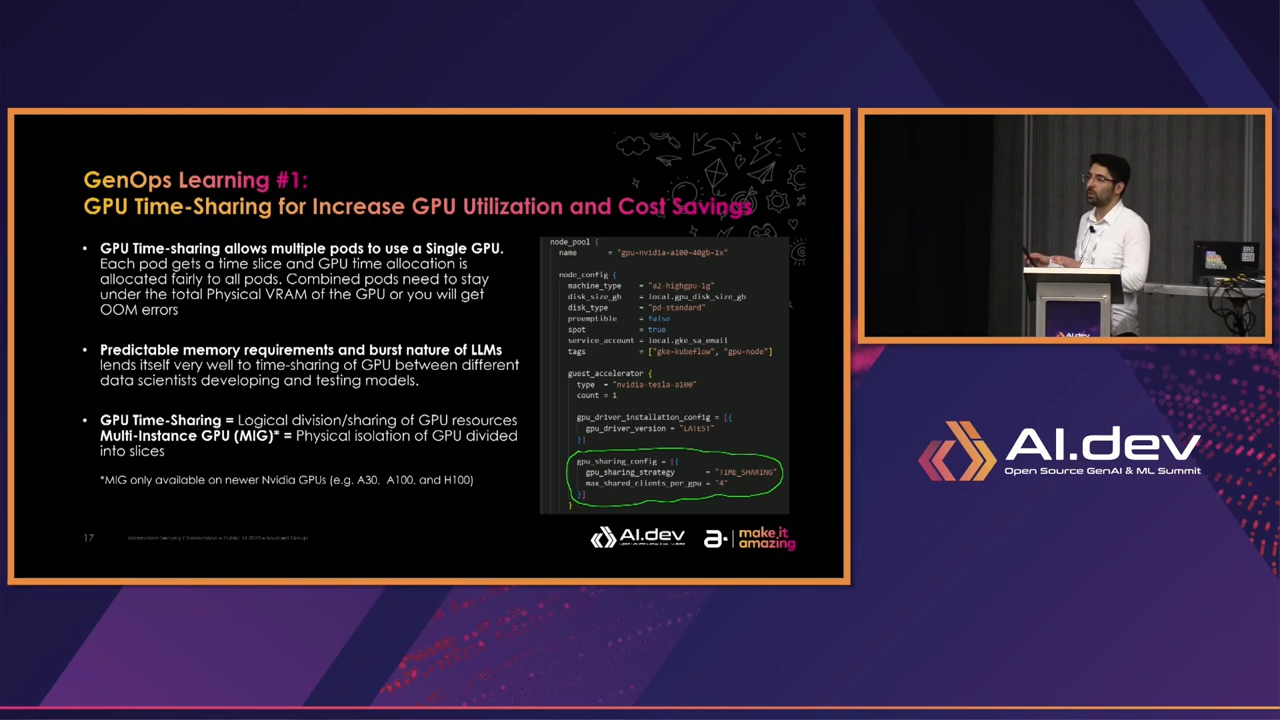 GenOps Learning #1:
GPU Time-Sharing for Increase GPU Utilization and Cost Savings
• GPU Time-sharing allows multiple pods to use a Single GPU.
Each pod gets a time slice and GPU time allocation is
allocated fairly to all pods. Combined pods need to stay
under the total Physical VRAM of the GPU or you will get
OOM errors
• Predictable memory requirements and burst nature of LLMs
lends itself very well to time-sharing of GPU between different
data scientists developing and testing models.
• GPU Time-Sharing = Logical division/sharing of GPU resources
Multi-Instance GPU (MIG)* = Physical isolation of GPU divided
into slices
*MIG only available on newer Nvidia GPUs (e.g. A30, A100, and H100)
node_pool {
name = "gpu-nvidia-a100-40gb-1x"
node_config {
machine_type = "a2-highgpu-1g"
disk_size_gb = local.gpu_disk_size_gb
disk_type = "pd-standard"
preemptible = false
spot = true
service_account = local.gke_sa_email
tags = ["gke-kubeflow", "gpu-node"]
guest_accelerator {
type = "nvidia-tesla-a100"
count = 1
gpu_driver_installation_config = [{
gpu_driver_version = "LATEST"
}]
gpu_sharing_config = [{
gpu_sharing_strategy = "TIME_SHARING"
max_shared_clients_per_gpu = "4"
}]
}
17
AI.dev
a
make it
amazing
AI.dev
AI.dev
Open Source GenAI & ML Summit